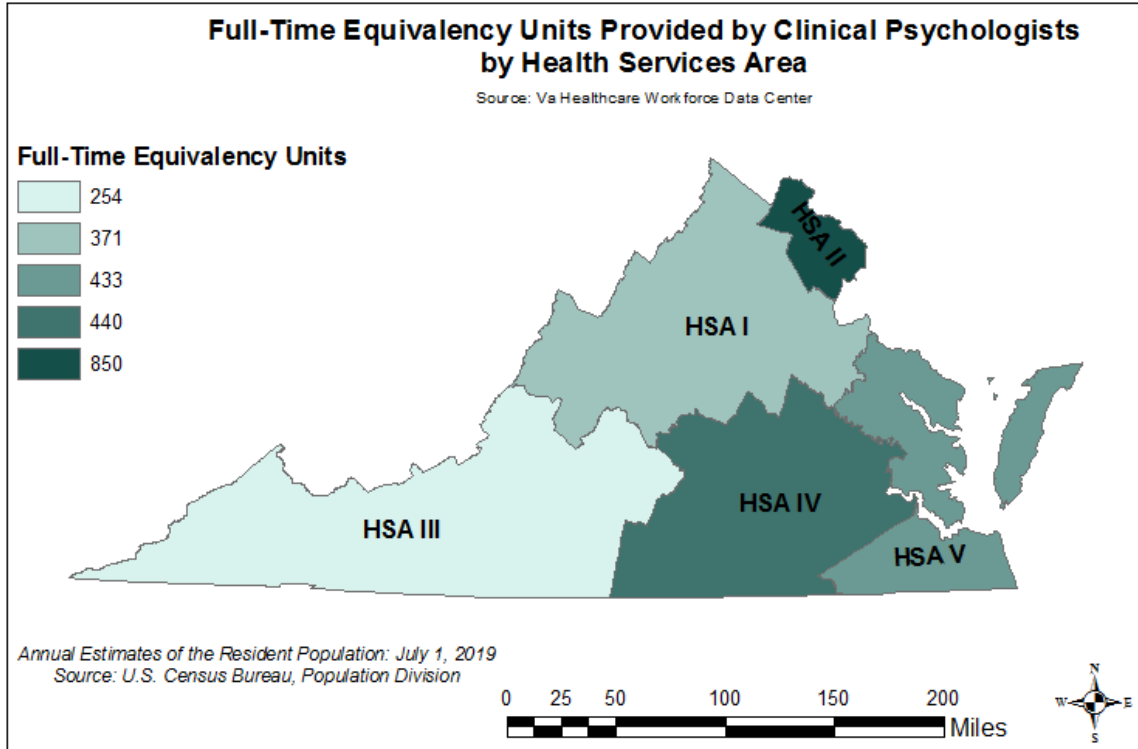 Full-Time Equivalency Units Provided by Clinical Psychologists
by Health Services Area
Source: Va Healthcare Workforce Data Center
Full-Time Equivalency Units
254
371
433
440
850
HSA II
HSA I
HSA IV
HSA III
HSA V
Annual Estimates of the Resident Population: July 1, 2019
Source: U.S. Census Bureau, Population Division
0 25 50 100 150 200
Miles
N
W E
S